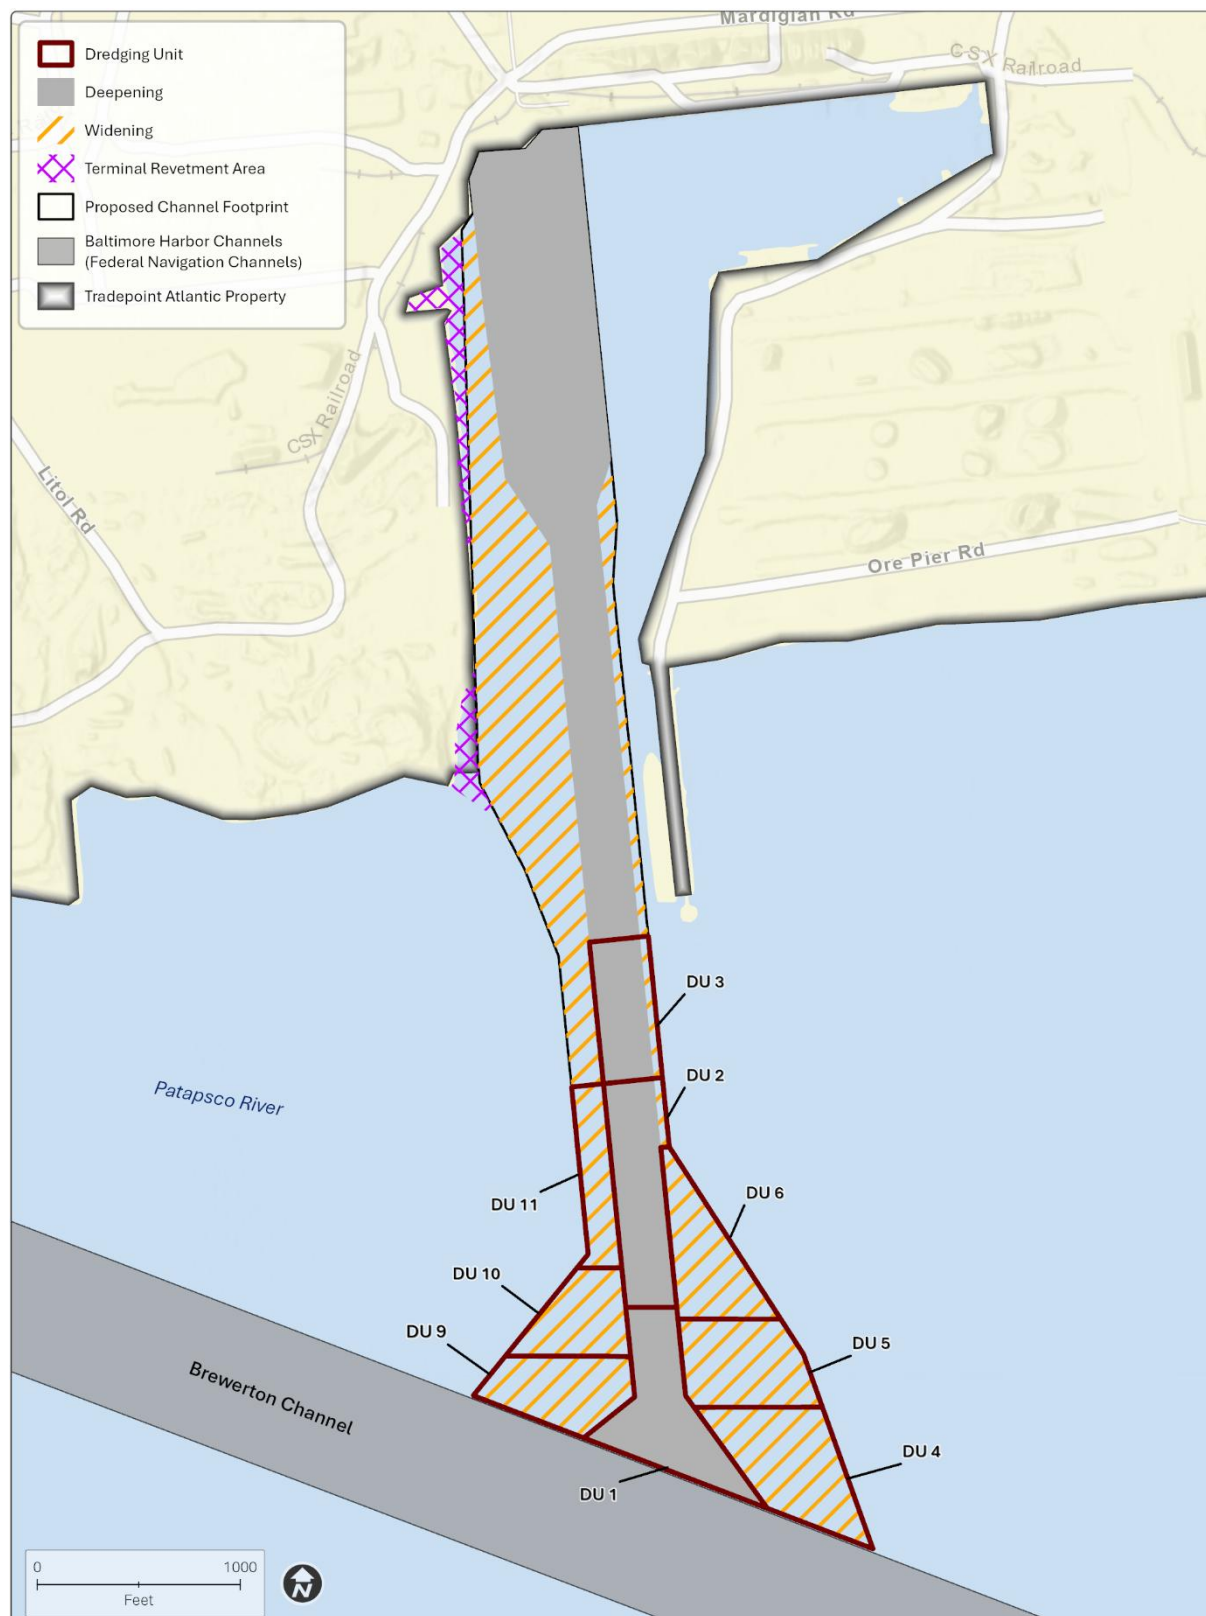 Dredging Unit
Deepening
Widening
Terminal Revetment Area
Proposed Channel Footprint
Baltimore Harbor Channels
(Federal Navigation Channels)
Tradepoint Atlantic Property
Mardigian Rd
CSX Railroad
CSX Railroad
Litol Rd
Ore Pier Rd
DU 3
DU 2
Patapsco River
DU 6
DU 11
DU 10
DU 9
DU 5
Brewerton Channel
DU 4
DU 1
0 1000
Feet
N